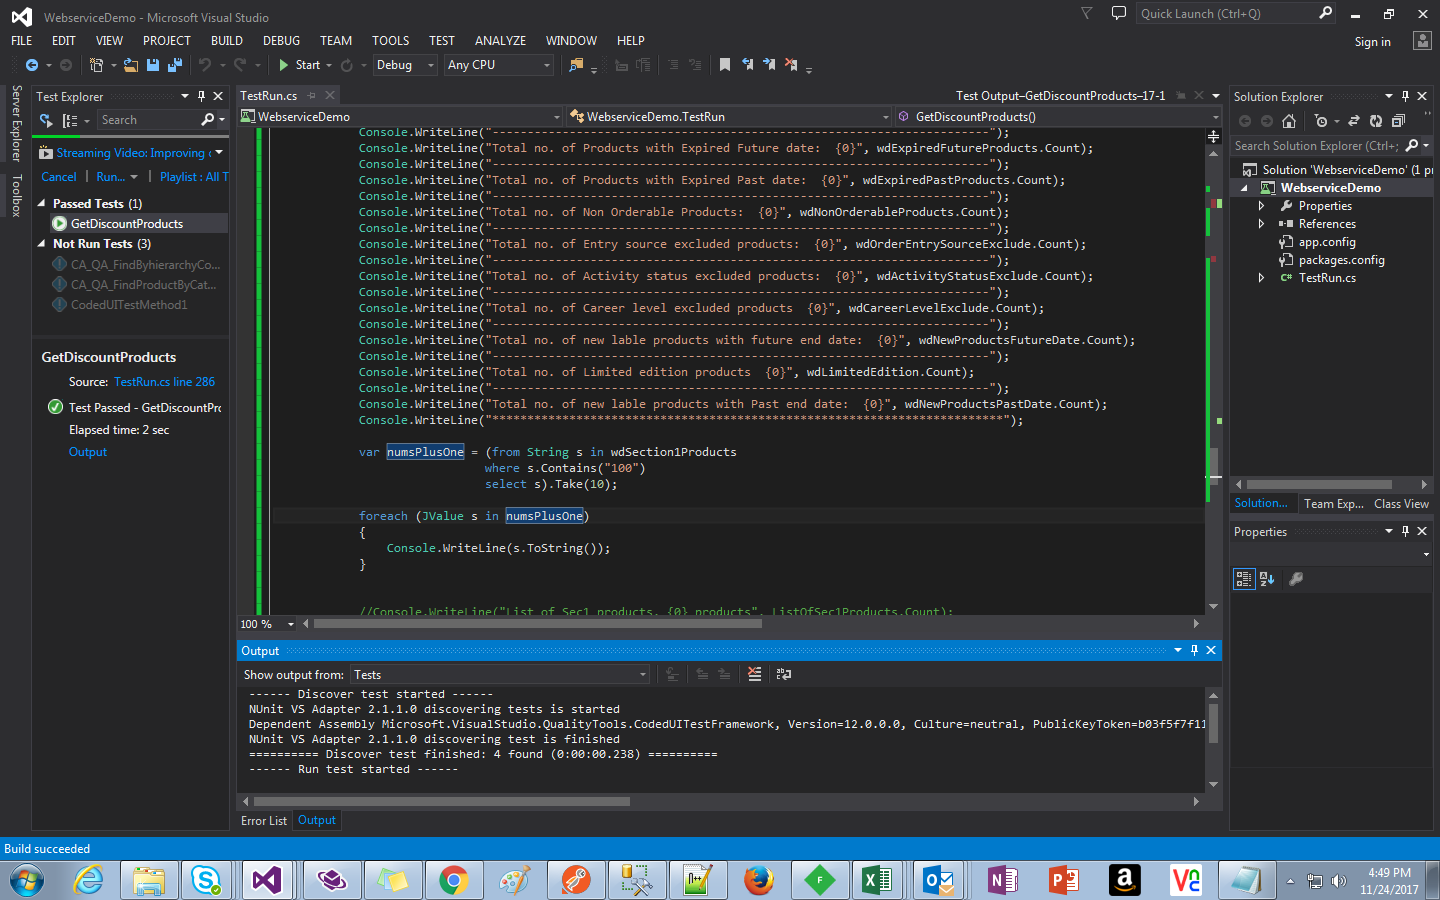 WebserviceDemo - Microsoft Visual Studio
Quick Launch (Ctrl+Q)
FILE EDIT VIEW PROJECT BUILD DEBUG TEAM TOOLS TEST ANALYZE WINDOW HELP
Sign in
Start Debug Any CPU
Server Explorer
Toolbox
Test Explorer
Search
Streaming Video: Improving
Cancel Run... Playlist : All T
Passed Tests (1)
GetDiscountProducts
Not Run Tests (3)
CA_QA_FindByhierarchyCo...
CA_QA_FindProductByCat...
CodedUITestMethod1
GetDiscountProducts
Source: TestRun.cs line 286
Test Passed - GetDiscountPro
Elapsed time: 2 sec
Output
TestRun.cs
Test Output–GetDiscountProducts–17-1
WebserviceDemo
WebserviceDemo.TestRun
GetDiscountProducts()
Console.WriteLine("-----------------------------------------------------------------------");
Console.WriteLine("Total no. of Products with Expired Future date:  {0}", wdExpiredFutureProducts.Count);
Console.WriteLine("-----------------------------------------------------------------------");
Console.WriteLine("Total no. of Products with Expired Past date:  {0}", wdExpiredPastProducts.Count);
Console.WriteLine("-----------------------------------------------------------------------");
Console.WriteLine("Total no. of Non Orderable Products:  {0}", wdNonOrderableProducts.Count);
Console.WriteLine("-----------------------------------------------------------------------");
Console.WriteLine("Total no. of Entry source excluded products:  {0}", wdOrderEntrySourceExclude.Count);
Console.WriteLine("-----------------------------------------------------------------------");
Console.WriteLine("Total no. of Activity status excluded products:  {0}", wdActivityStatusExclude.Count);
Console.WriteLine("-----------------------------------------------------------------------");
Console.WriteLine("Total no. of Career level excluded products  {0}", wdCareerLevelExclude.Count);
Console.WriteLine("-----------------------------------------------------------------------");
Console.WriteLine("Total no. of new lable products with future end date:  {0}", wdNewProductsFutureDate.Count);
Console.WriteLine("-----------------------------------------------------------------------");
Console.WriteLine("Total no. of Limited edition products  {0}", wdLimitedEdition.Count);
Console.WriteLine("-----------------------------------------------------------------------");
Console.WriteLine("Total no. of new lable products with Past end date:  {0}", wdNewProductsPastDate.Count);
Console.WriteLine("*************************************************************************");
var numsPlusOne = (from String s in wdSection1Products
where s.Contains("100")
select s).Take(10);
foreach (JValue s in numsPlusOne)
{
Console.WriteLine(s.ToString());
}
//Console.WriteLine("List of Sec1 products, {0} products", ListOfSec1Products.Count);
100 %
Output
Show output from: Tests
------ Discover test started ------
NUnit VS Adapter 2.1.1.0 discovering tests is started
Dependent Assembly Microsoft.VisualStudio.QualityTools.CodedUITestFramework, Version=12.0.0.0, Culture=neutral, PublicKeyToken=b03f5f7f11
NUnit VS Adapter 2.1.1.0 discovering test is finished
========== Discover test finished: 4 found (0:00:00.238) ==========
------ Run test started ------
Error List Output
Solution Explorer
Search Solution Explorer (Ctrl+;
Solution 'WebserviceDemo' (1 pr
WebserviceDemo
Properties
References
app.config
packages.config
C# TestRun.cs
Solution... Team Exp... Class View
Properties
Build succeeded
4:49 PM
11/24/2017